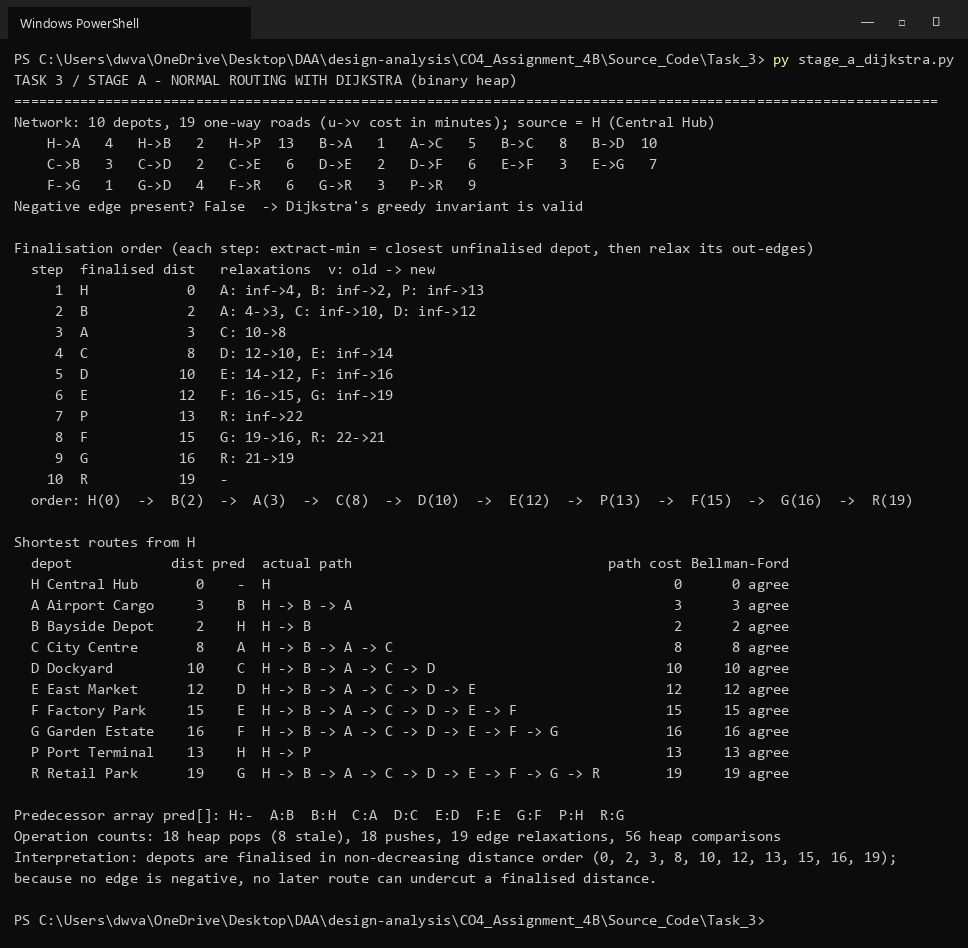 Windows PowerShell
PS C:\Users\dwva\OneDrive\Desktop\DAA\design-analysis\CO4_Assignment_4B\Source_Code\Task_3> py stage_a_dijkstra.py
TASK 3 / STAGE A - NORMAL ROUTING WITH DIJKSTRA (binary heap)
================================================================================================================
Network: 10 depots, 19 one-way roads (u->v cost in minutes); source = H (Central Hub)
    H->A   4   H->B   2   H->P  13   B->A   1   A->C   5   B->C   8   B->D  10
    C->B   3   C->D   2   C->E   6   D->E   2   D->F   6   E->F   3   E->G   7
    F->G   1   G->D   4   F->R   6   G->R   3   P->R   9
Negative edge present? False  -> Dijkstra's greedy invariant is valid

Finalisation order (each step: extract-min = closest unfinalised depot, then relax its out-edges)
  step  finalised dist   relaxations  v: old -> new
     1  H            0   A: inf->4, B: inf->2, P: inf->13
     2  B            2   A: 4->3, C: inf->10, D: inf->12
     3  A            3   C: 10->8
     4  C            8   D: 12->10, E: inf->14
     5  D           10   E: 14->12, F: inf->16
     6  E           12   F: 16->15, G: inf->19
     7  P           13   R: inf->22
     8  F           15   G: 19->16, R: 22->21
     9  G           16   R: 21->19
    10  R           19   -
  order: H(0)  ->  B(2)  ->  A(3)  ->  C(8)  ->  D(10)  ->  E(12)  ->  P(13)  ->  F(15)  ->  G(16)  ->  R(19)

Shortest routes from H
  depot            dist pred  actual path                               path cost Bellman-Ford
  H Central Hub       0    -  H                                                 0      0 agree
  A Airport Cargo     3    B  H -> B -> A                                       3      3 agree
  B Bayside Depot     2    H  H -> B                                            2      2 agree
  C City Centre       8    A  H -> B -> A -> C                                  8      8 agree
  D Dockyard         10    C  H -> B -> A -> C -> D                            10     10 agree
  E East Market      12    D  H -> B -> A -> C -> D -> E                       12     12 agree
  F Factory Park     15    E  H -> B -> A -> C -> D -> E -> F                  15     15 agree
  G Garden Estate    16    F  H -> B -> A -> C -> D -> E -> F -> G             16     16 agree
  P Port Terminal    13    H  H -> P                                           13     13 agree
  R Retail Park      19    G  H -> B -> A -> C -> D -> E -> F -> G -> R        19     19 agree

Predecessor array pred[]: H:-  A:B  B:H  C:A  D:C  E:D  F:E  G:F  P:H  R:G
Operation counts: 18 heap pops (8 stale), 18 pushes, 19 edge relaxations, 56 heap comparisons
Interpretation: depots are finalised in non-decreasing distance order (0, 2, 3, 8, 10, 12, 13, 15, 16, 19);
because no edge is negative, no later route can undercut a finalised distance.

PS C:\Users\dwva\OneDrive\Desktop\DAA\design-analysis\CO4_Assignment_4B\Source_Code\Task_3>